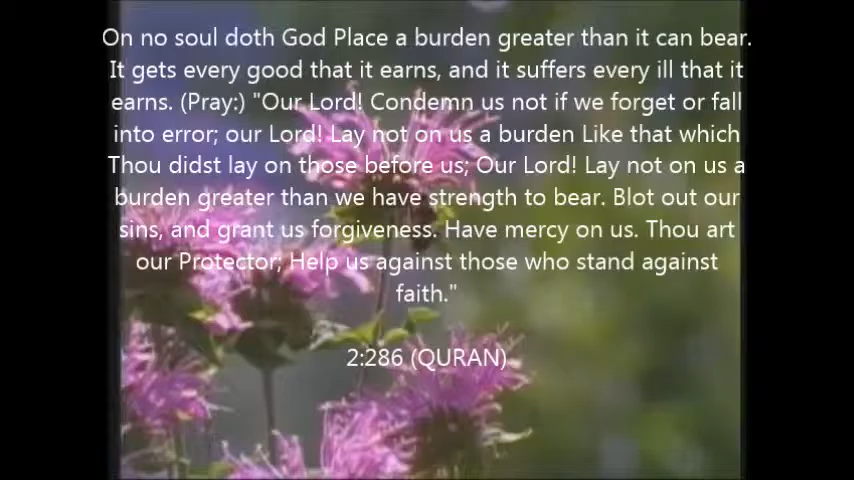 On no soul doth God Place a burden greater than it can bear.
It gets every good that it earns, and it suffers every ill that it
earns. (Pray:) "Our Lord! Condemn us not if we forget or fall
into error; our Lord! Lay not on us a burden Like that which
Thou didst lay on those before us; Our Lord! Lay not on us a
burden greater than we have strength to bear. Blot out our
sins, and grant us forgiveness. Have mercy on us. Thou art
our Protector; Help us against those who stand against
faith."
2:286 (QURAN)